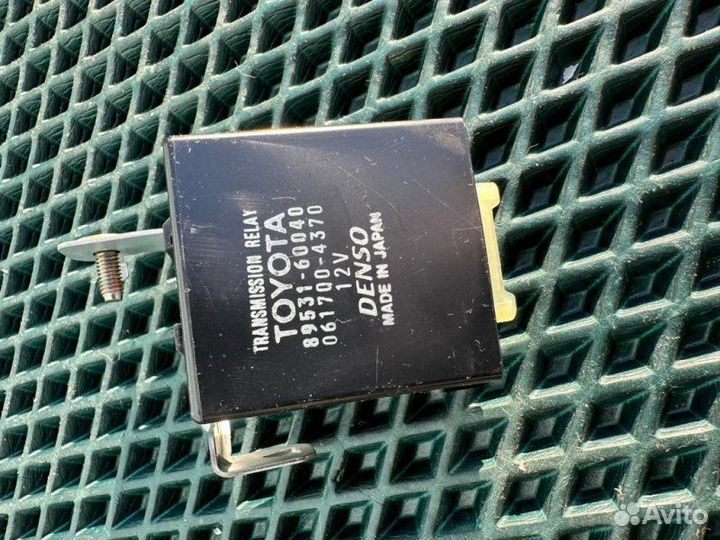 TRANSMISSION RELAY
TOYOTA
89531-60040
061700-4370
12V
DENSO
MADE IN JAPAN
Avito